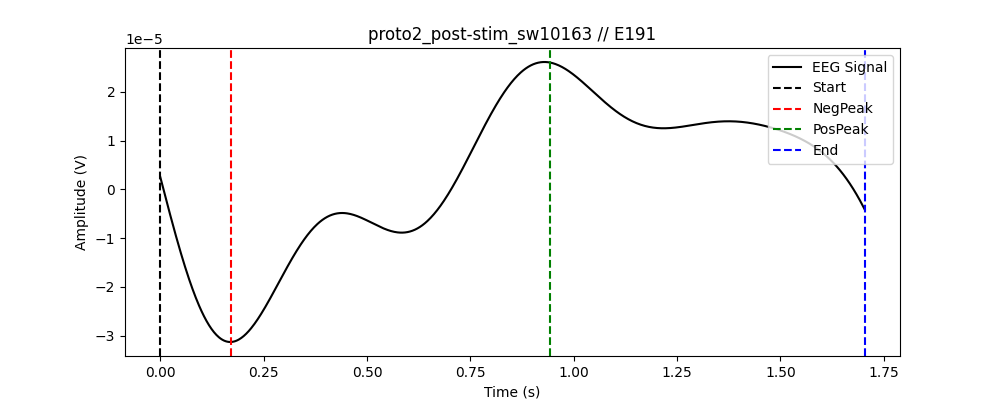 proto2_post-stim_sw10163 // E191
1e−5
2
1
0
−1
−2
−3
Amplitude (V)
EEG Signal
Start
NegPeak
PosPeak
End
0.00 0.25 0.50 0.75 1.00 1.25 1.50 1.75
Time (s)